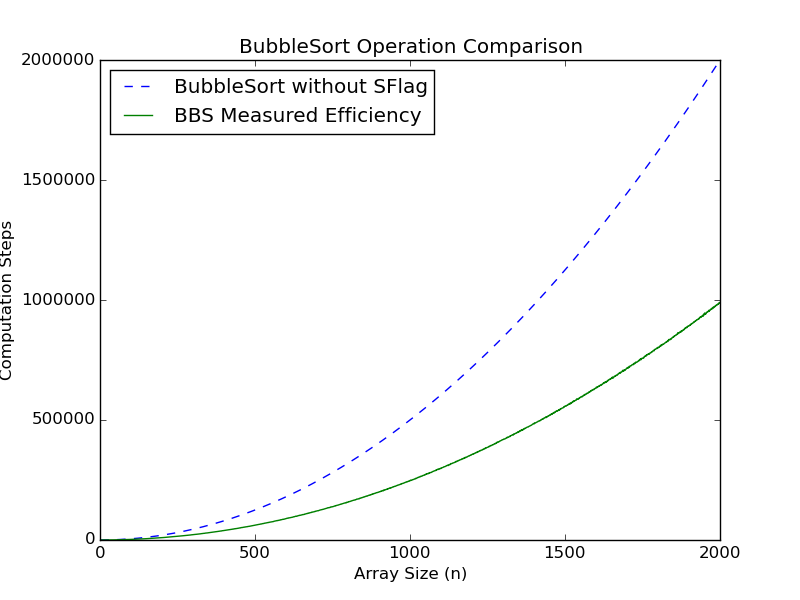 BubbleSort Operation Comparison
2000000
BubbleSort without SFlag
BBS Measured Efficiency
1500000
1000000
500000
0
Computation Steps
0 500 1000 1500 2000
Array Size (n)